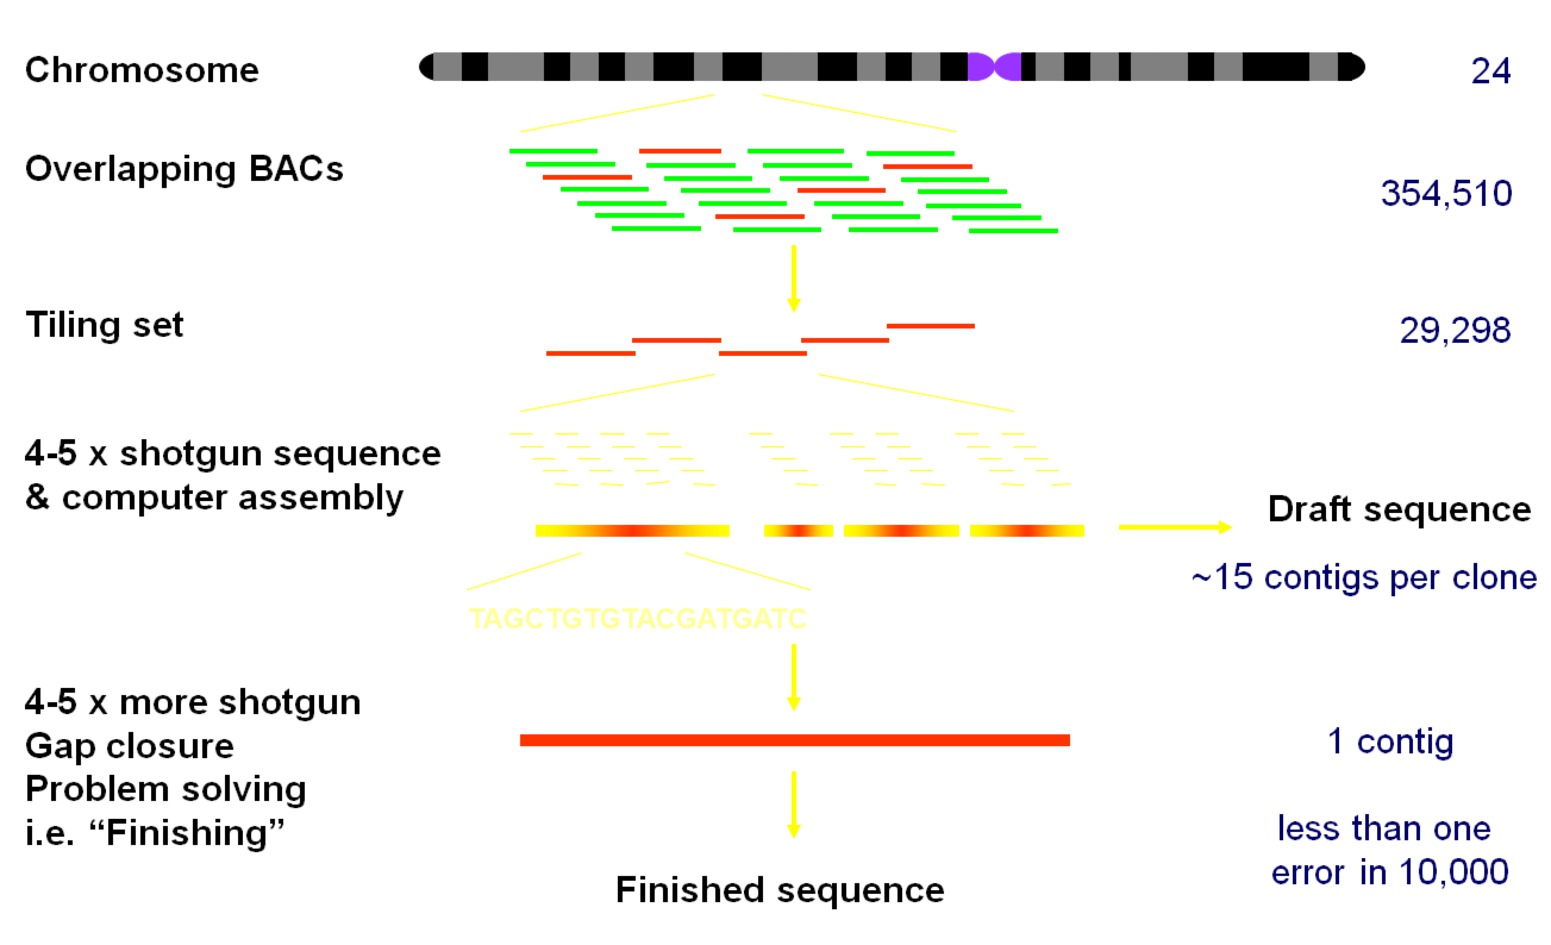 Chromosome
24
Overlapping BACs
354,510
Tiling set
29,298
4-5 x shotgun sequence
& computer assembly
Draft sequence
~15 contigs per clone
TAGCTGTGTACGATGATC
4-5 x more shotgun
Gap closure
Problem solving
i.e. “Finishing”
1 contig
less than one
error in 10,000
Finished sequence